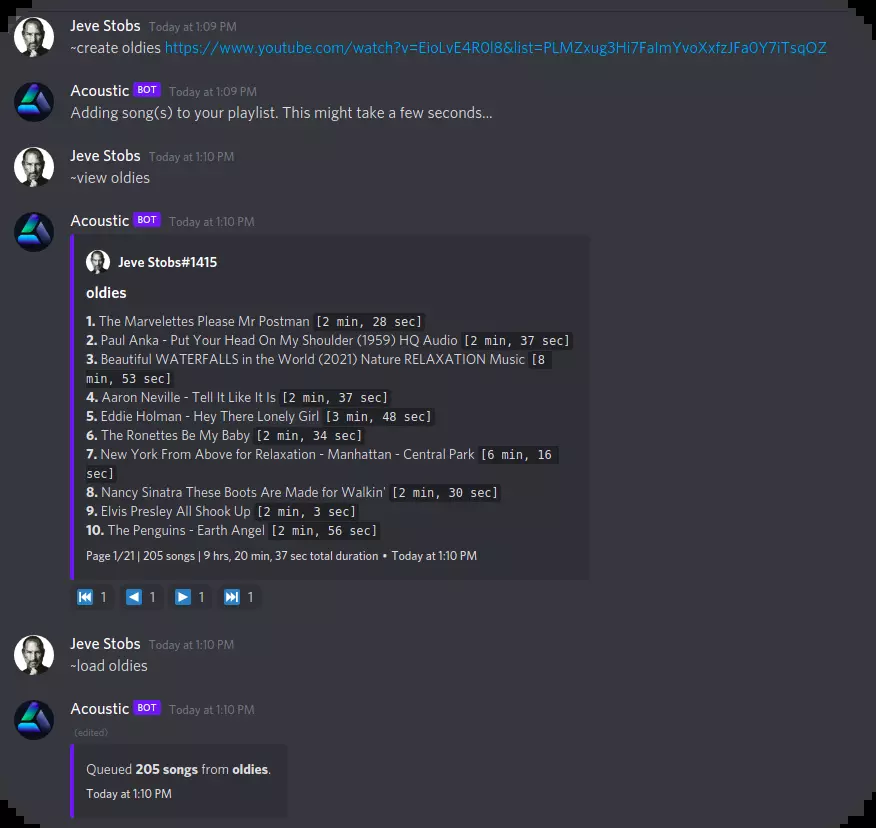 Jeve Stobs Today at 1:09 PM
~create oldies https://www.youtube.com/watch?v=EioLvE4R0l8&list=PLMZxug3Hi7FaImYvoXxfzJFa0Y7iTsqOZ
Acoustic BOT Today at 1:09 PM
Adding song(s) to your playlist. This might take a few seconds...
Jeve Stobs Today at 1:10 PM
~view oldies
Acoustic BOT Today at 1:10 PM
Jeve Stobs#1415
oldies
1. The Marvelettes Please Mr Postman [2 min, 28 sec]
2. Paul Anka - Put Your Head On My Shoulder (1959) HQ Audio [2 min, 37 sec]
3. Beautiful WATERFALLS in the World (2021) Nature RELAXATION Music [8
min, 53 sec]
4. Aaron Neville - Tell It Like It Is [2 min, 37 sec]
5. Eddie Holman - Hey There Lonely Girl [3 min, 48 sec]
6. The Ronettes Be My Baby [2 min, 34 sec]
7. New York From Above for Relaxation - Manhattan - Central Park [6 min, 16
sec]
8. Nancy Sinatra These Boots Are Made for Walkin' [2 min, 30 sec]
9. Elvis Presley All Shook Up [2 min, 3 sec]
10. The Penguins - Earth Angel [2 min, 56 sec]
Page 1/21 | 205 songs | 9 hrs, 20 min, 37 sec total duration • Today at 1:10 PM
1 1 1 1
Jeve Stobs Today at 1:10 PM
~load oldies
Acoustic BOT Today at 1:10 PM
(edited)
Queued 205 songs from oldies.
Today at 1:10 PM